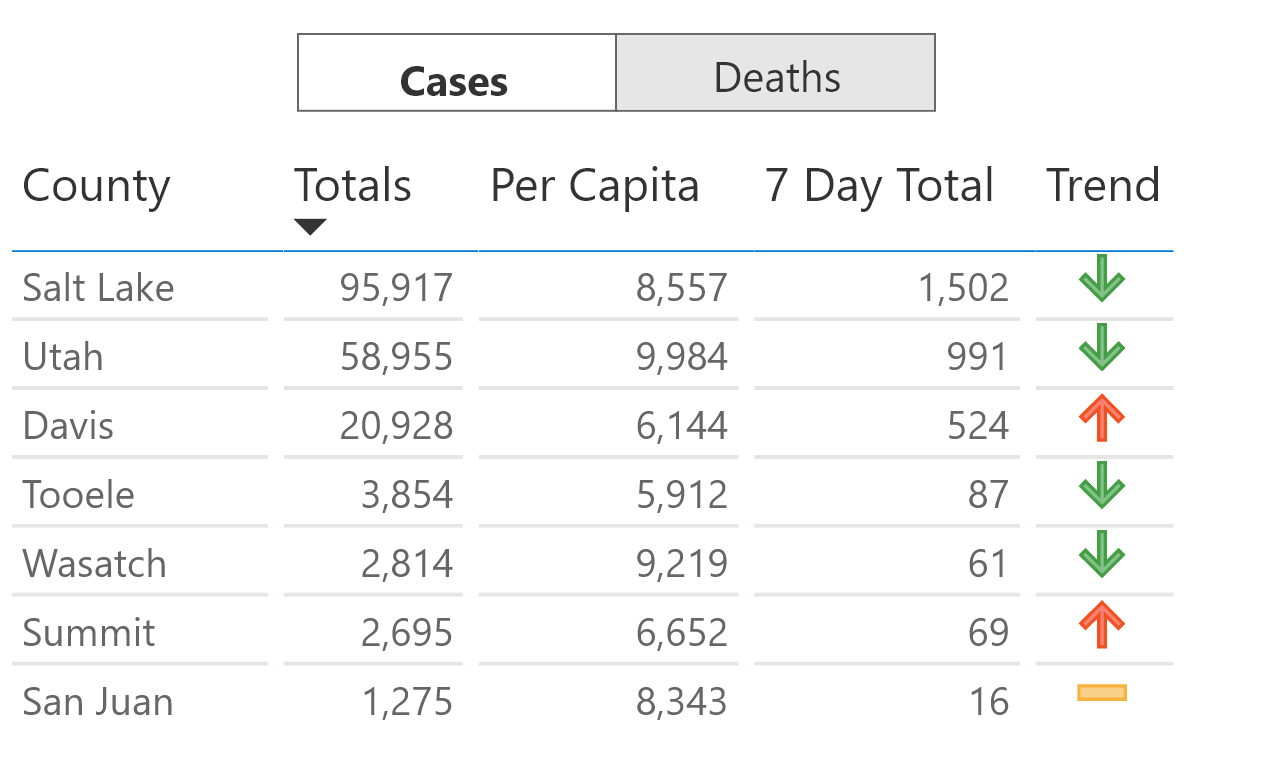 Cases Deaths
County Totals Per Capita 7 Day Total Trend
Salt Lake 95,917 8,557 1,502
Utah 58,955 9,984 991
Davis 20,928 6,144 524
Tooele 3,854 5,912 87
Wasatch 2,814 9,219 61
Summit 2,695 6,652 69
San Juan 1,275 8,343 16